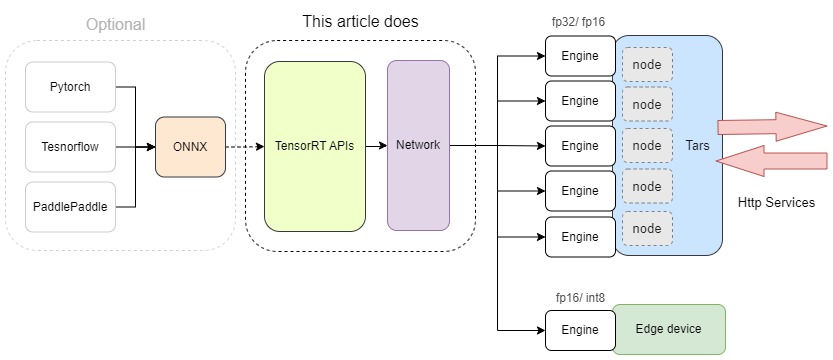 Optional
Pytorch
Tesnorflow
PaddlePaddle
ONNX
This article does
TensorRT APIs
Network
fp32/ fp16
Engine
Engine
Engine
Engine
Engine
node
node
node
node
node
Tars
Http Services
fp16/ int8
Engine
Edge device